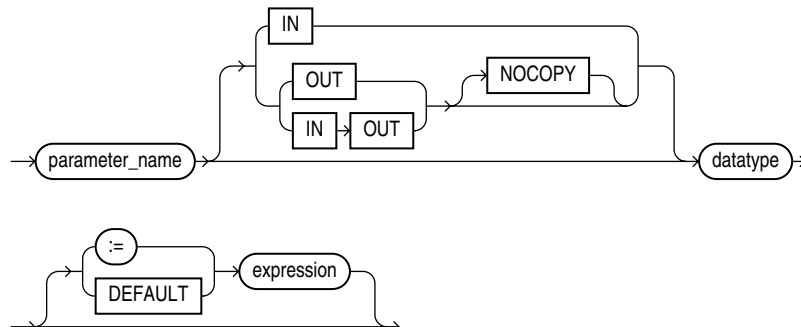 IN
OUT NOCOPY
IN OUT
parameter_name datatype
:=
DEFAULT expression